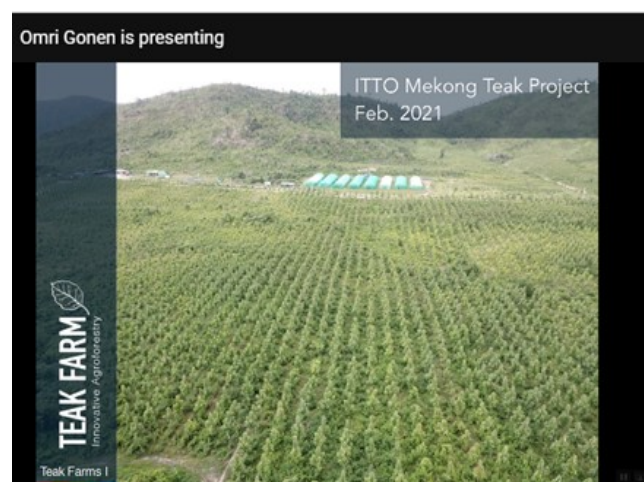 Omri Gonen is presenting
ITTO Mekong Teak Project
Feb. 2021
TEAK FARM
Innovative Agroforestry
Teak Farms I